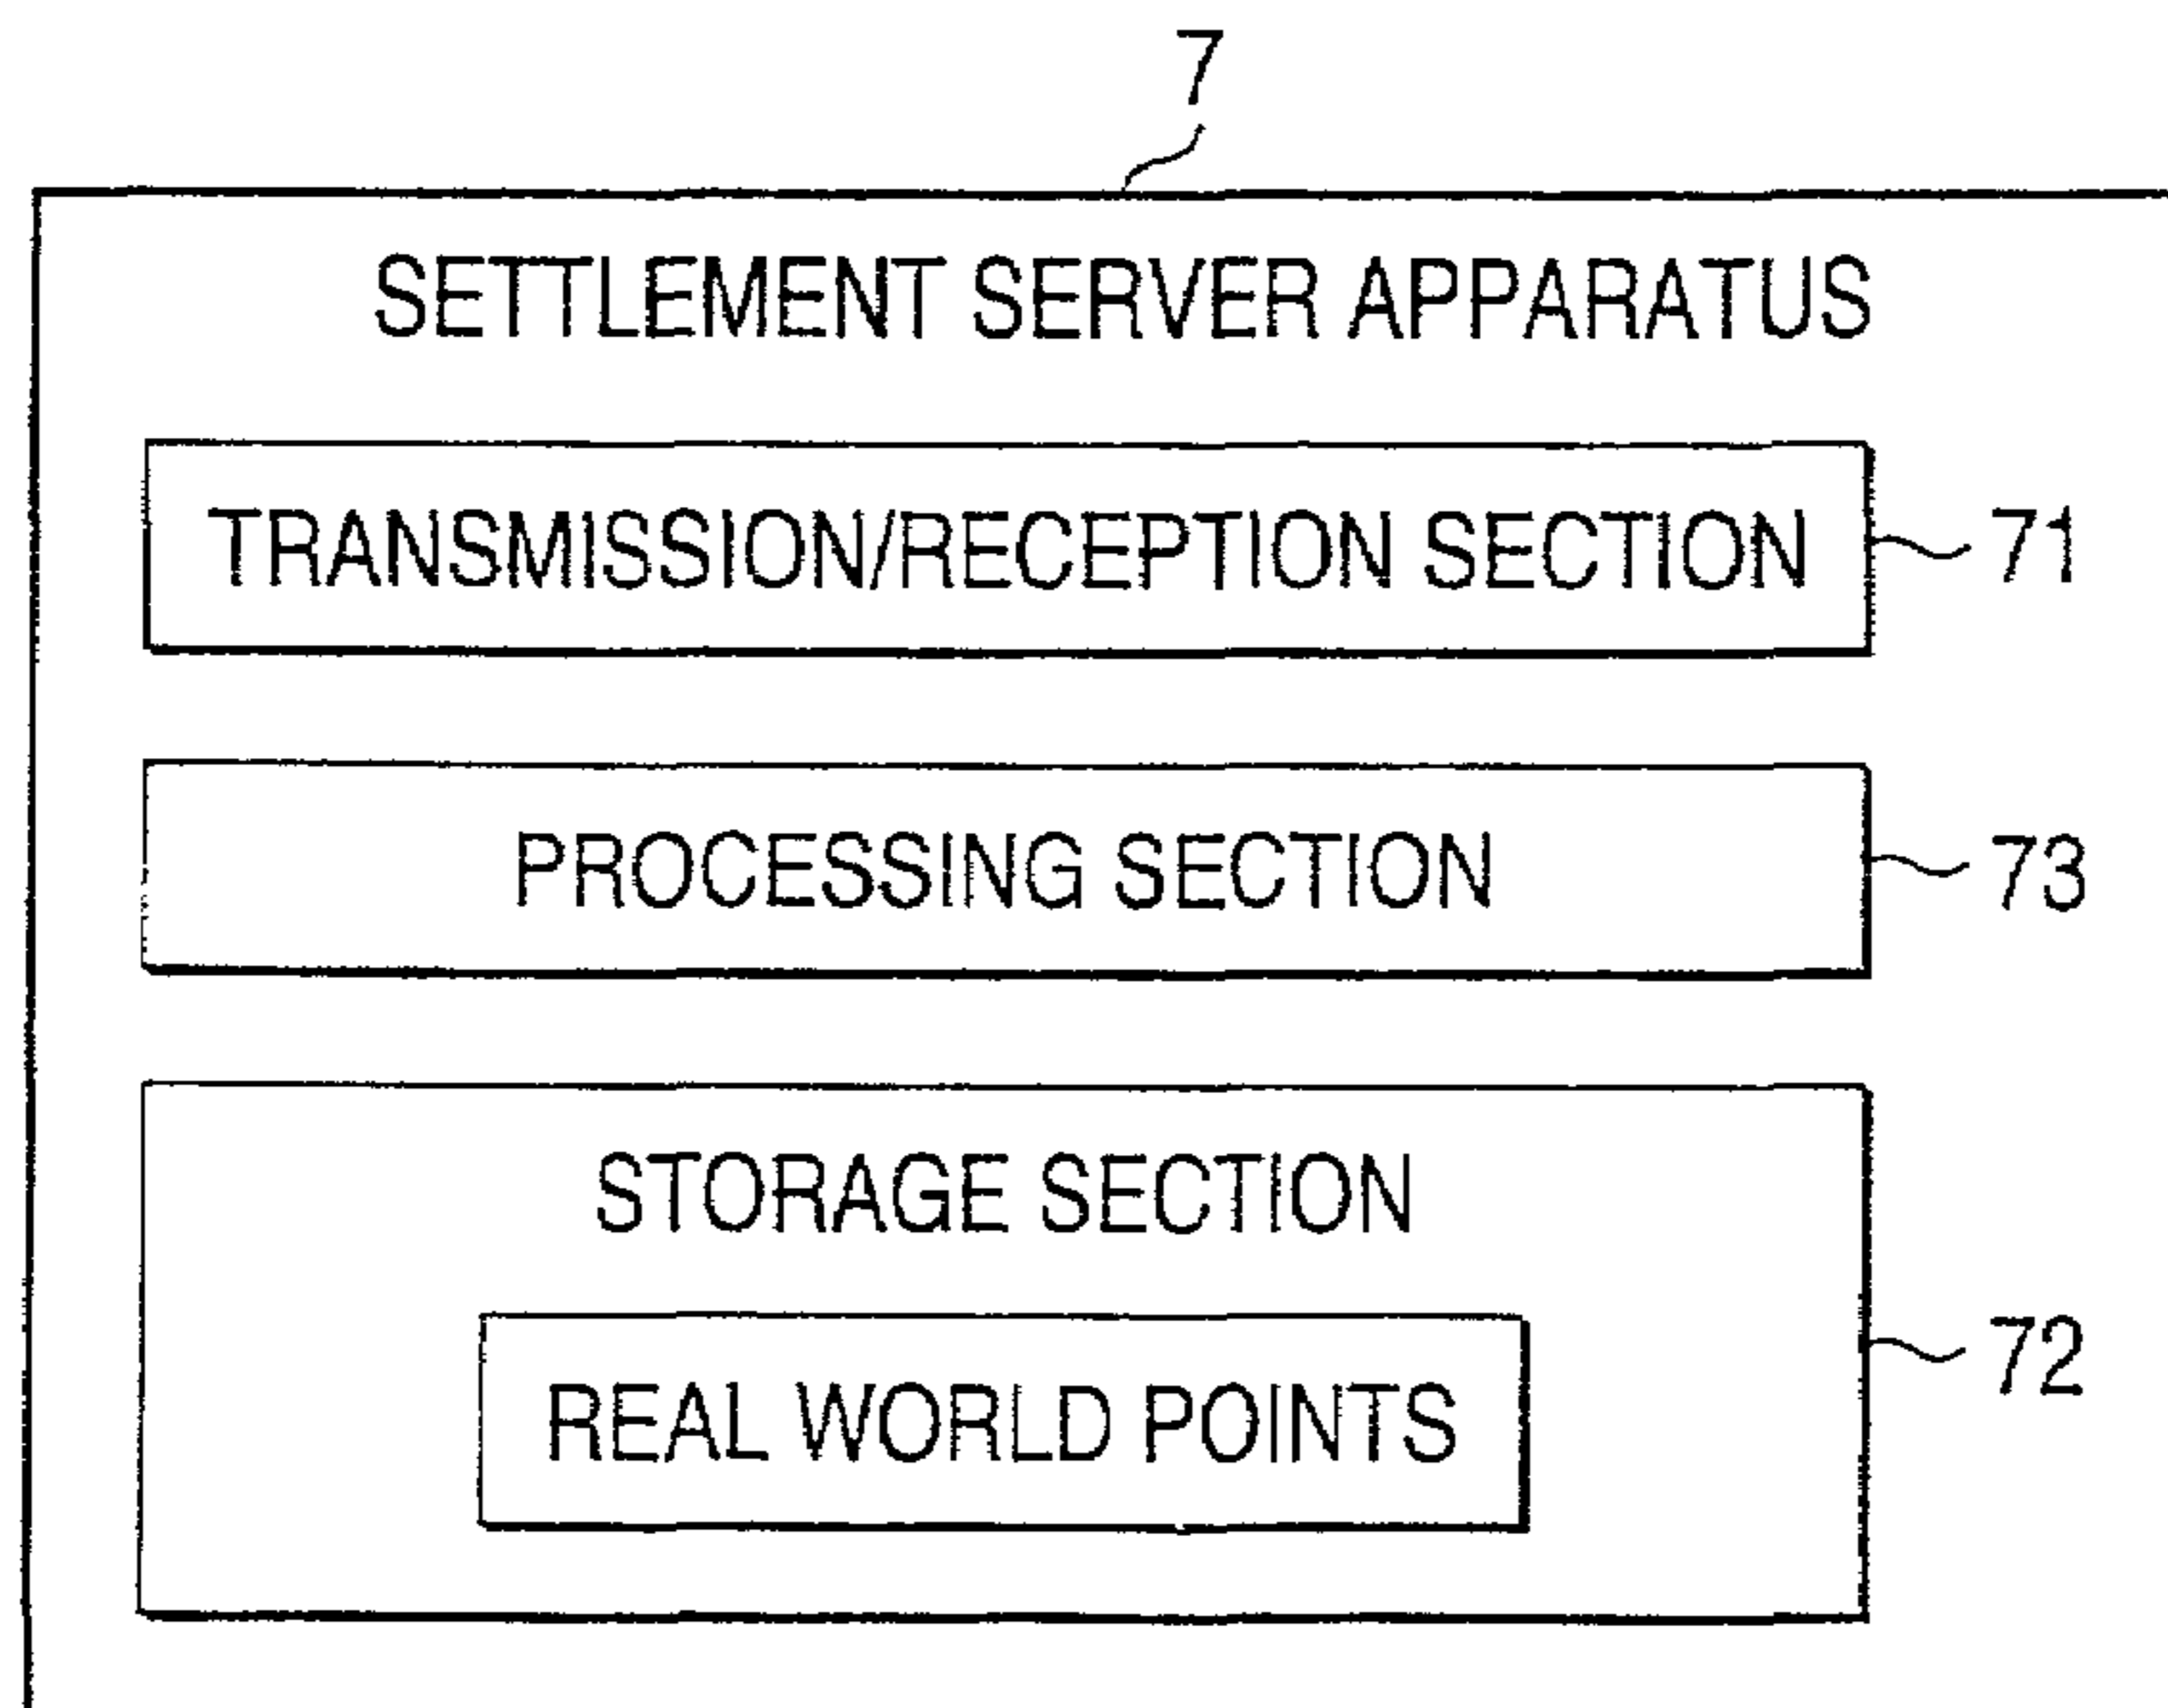 7
SETTLEMENT SERVER APPARATUS
TRANSMISSION/RECEPTION SECTION 71
PROCESSING SECTION 73
STORAGE SECTION
72
REAL WORLD POINTS